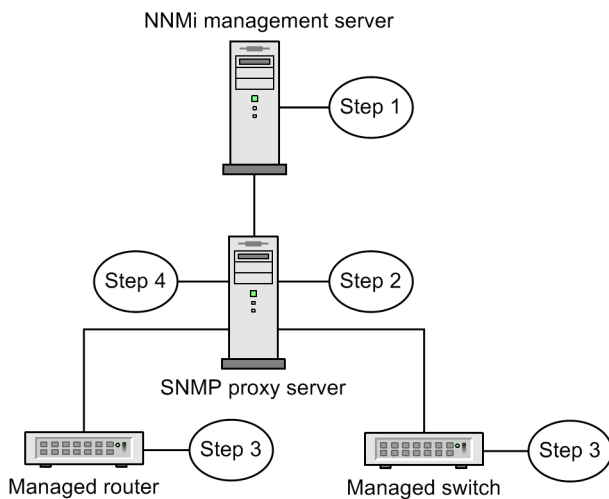 NNMi management server
Step 1
Step 4
Step 2
SNMP proxy server
Step 3
Step 3
Managed router
Managed switch